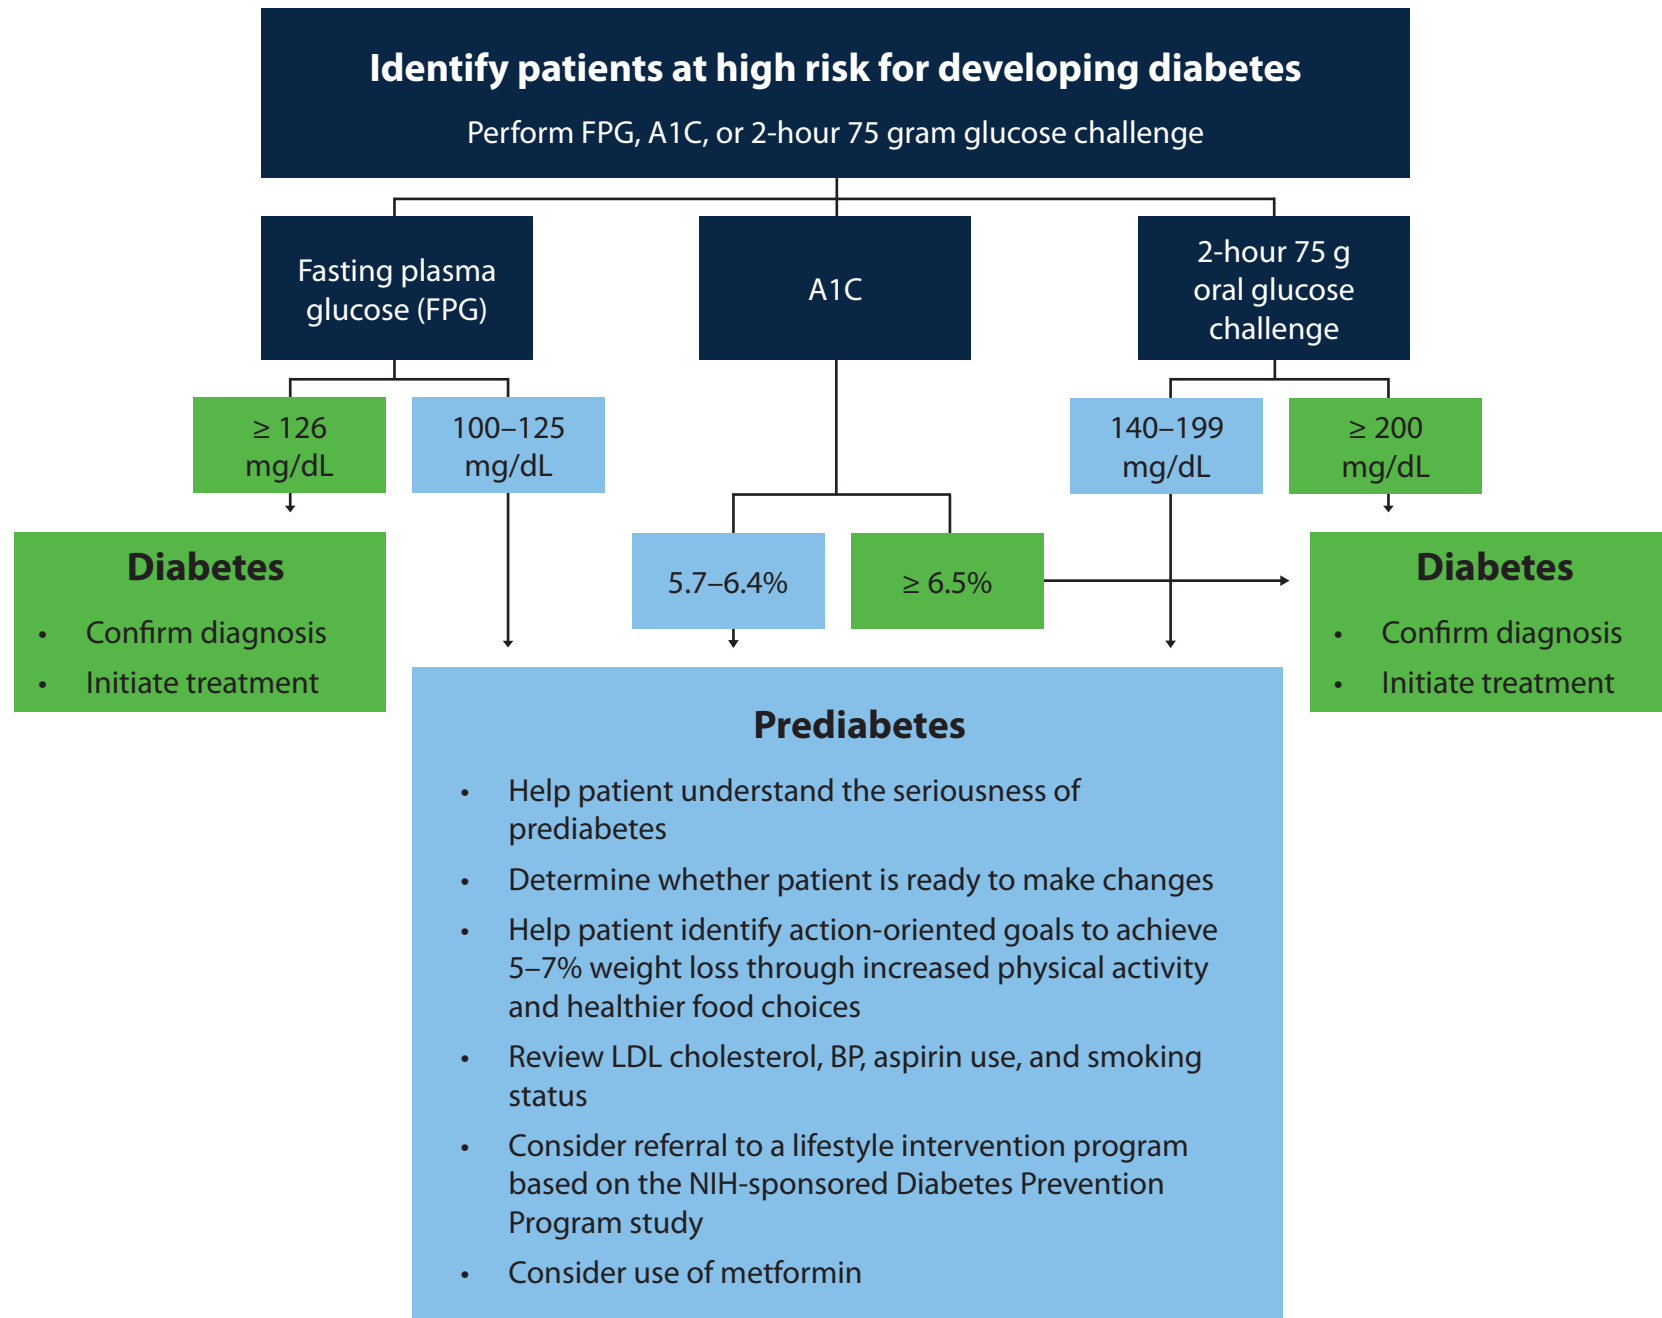 Identify patients at high risk for developing diabetes
Perform FPG, A1C, or 2-hour 75 gram glucose challenge
Fasting plasma
glucose (FPG)
A1C
2-hour 75 g
oral glucose
challenge
≥ 126
mg/dL
100–125
mg/dL
140–199
mg/dL
≥ 200
mg/dL
5.7–6.4%
≥ 6.5%
Diabetes
• Confirm diagnosis
• Initiate treatment
Diabetes
• Confirm diagnosis
• Initiate treatment
Prediabetes
• Help patient understand the seriousness of
prediabetes
• Determine whether patient is ready to make changes
• Help patient identify action-oriented goals to achieve
5–7% weight loss through increased physical activity
and healthier food choices
• Review LDL cholesterol, BP, aspirin use, and smoking
status
• Consider referral to a lifestyle intervention program
based on the NIH-sponsored Diabetes Prevention
Program study
• Consider use of metformin